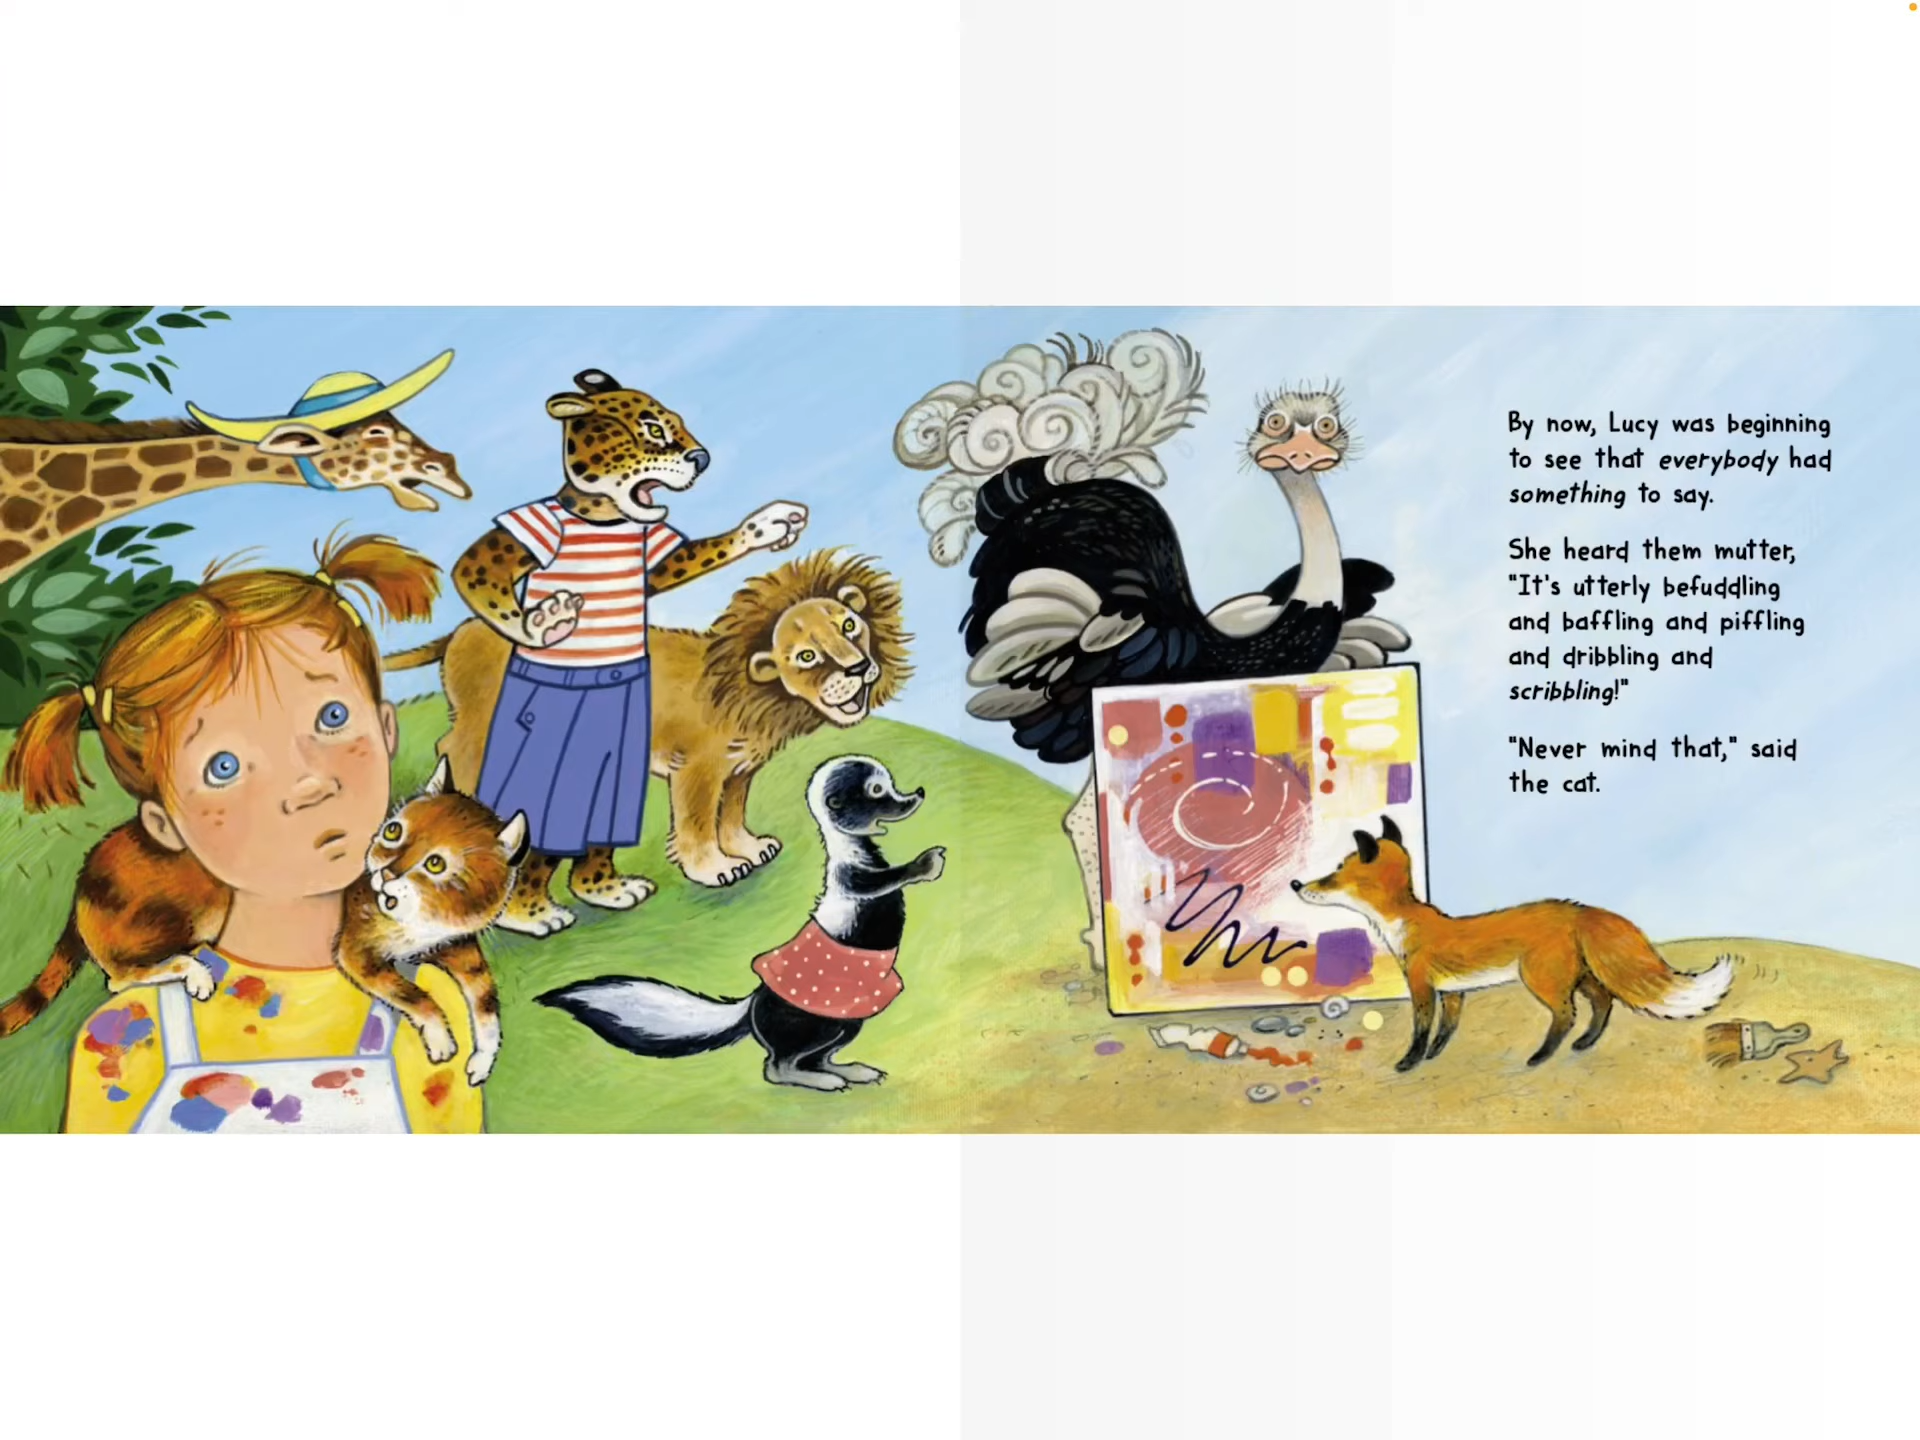 By now, Lucy was beginning
to see that everybody had
something to say.
She heard them mutter,
"It's utterly befuddling
and baffling and piffling
and dribbling and
scribbling!"
"Never mind that," said
the cat.